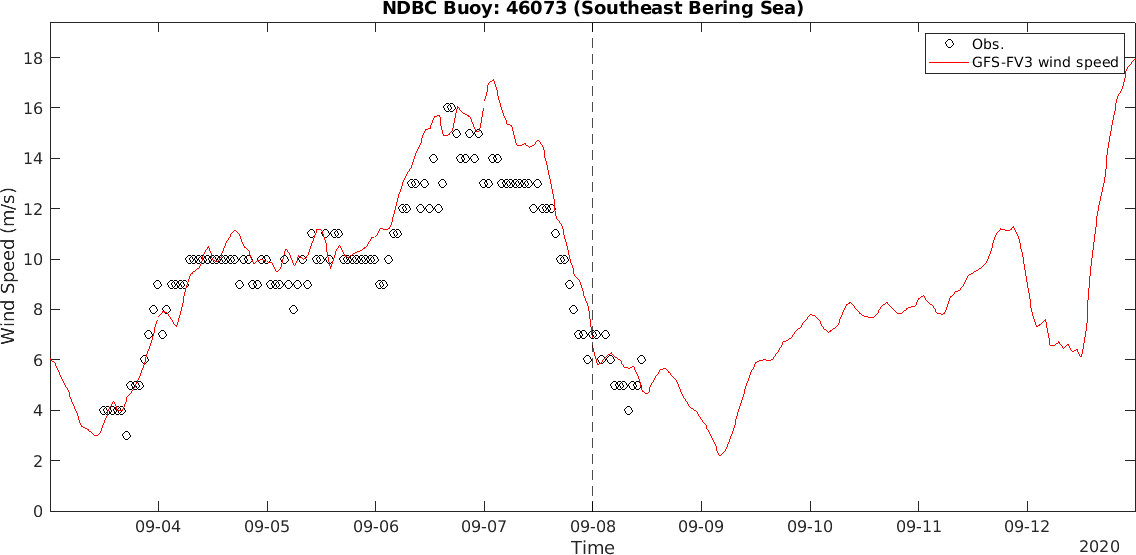 NDBC Buoy: 46073 (Southeast Bering Sea)
Obs.
GFS-FV3 wind speed
Wind Speed (m/s)
18
16
14
12
10
8
6
4
2
0
09-04 09-05 09-06 09-07 09-08 09-09 09-10 09-11 09-12
Time
2020